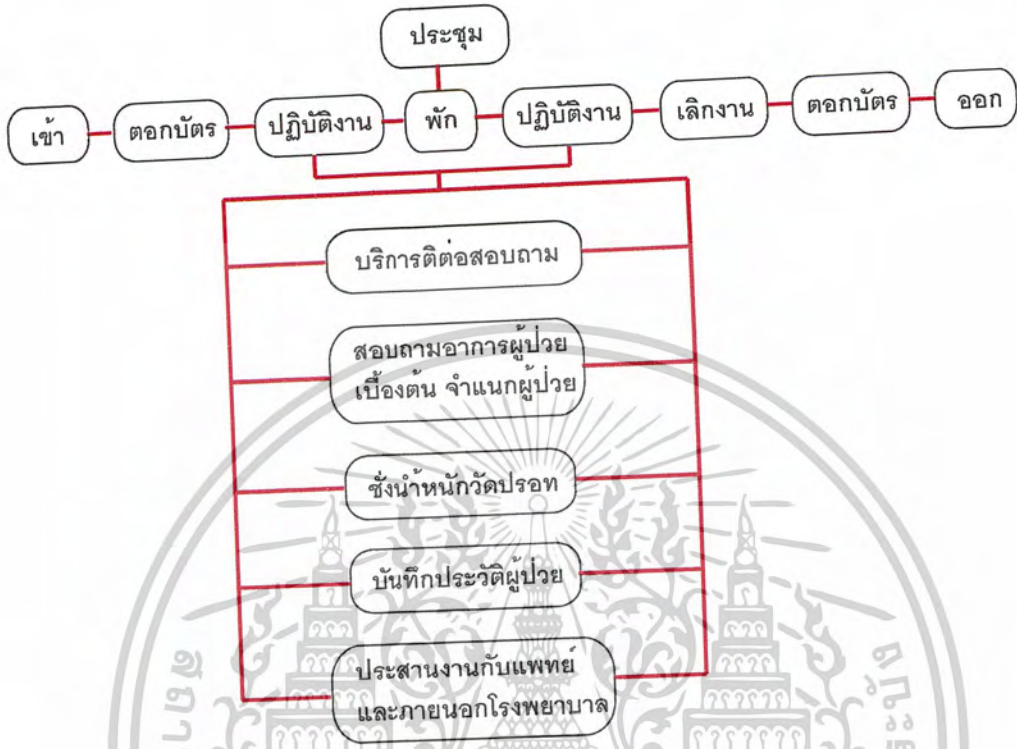 ประชุม
เข้า ตอกบัตร ปฏิบัติงาน พัก ปฏิบัติงาน เลิกงาน ตอกบัตร ออก
บริการติต่อสอบถาม
สอบถามอาการผู้ป่วย
เบื้องต้น จำแนกผู้ป่วย
ชั่งน้ำหนักวัดปรอท
บันทึกประวัติผู้ป่วย
ประสานงานกับแพทย์
และภายนอกโรงพยาบาล